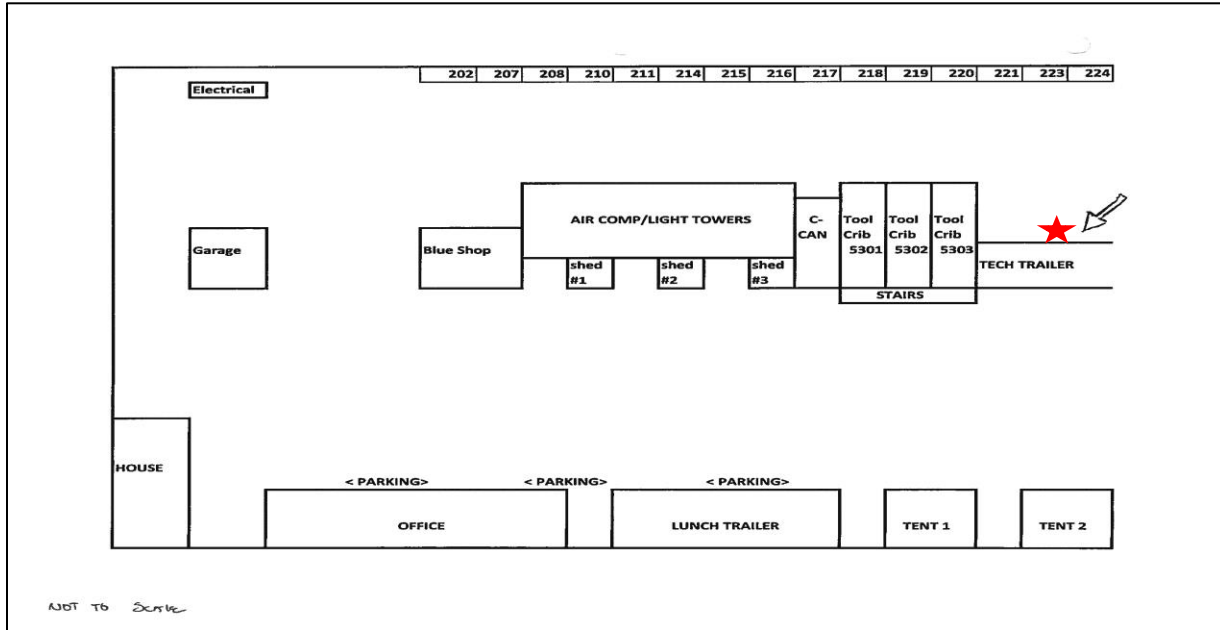 202 207 208 210 211 214 215 216 217 218 219 220 221 223 224
Electrical
AIR COMP/LIGHT TOWERS
C-
CAN
Tool
Crib
5301
Tool
Crib
5302
Tool
Crib
5303
Garage
Blue Shop
shed
#1
shed
#2
shed
#3
TECH TRAILER
STAIRS
HOUSE
< PARKING>
< PARKING>
< PARKING>
OFFICE
LUNCH TRAILER
TENT 1
TENT 2
NOT TO SCALE